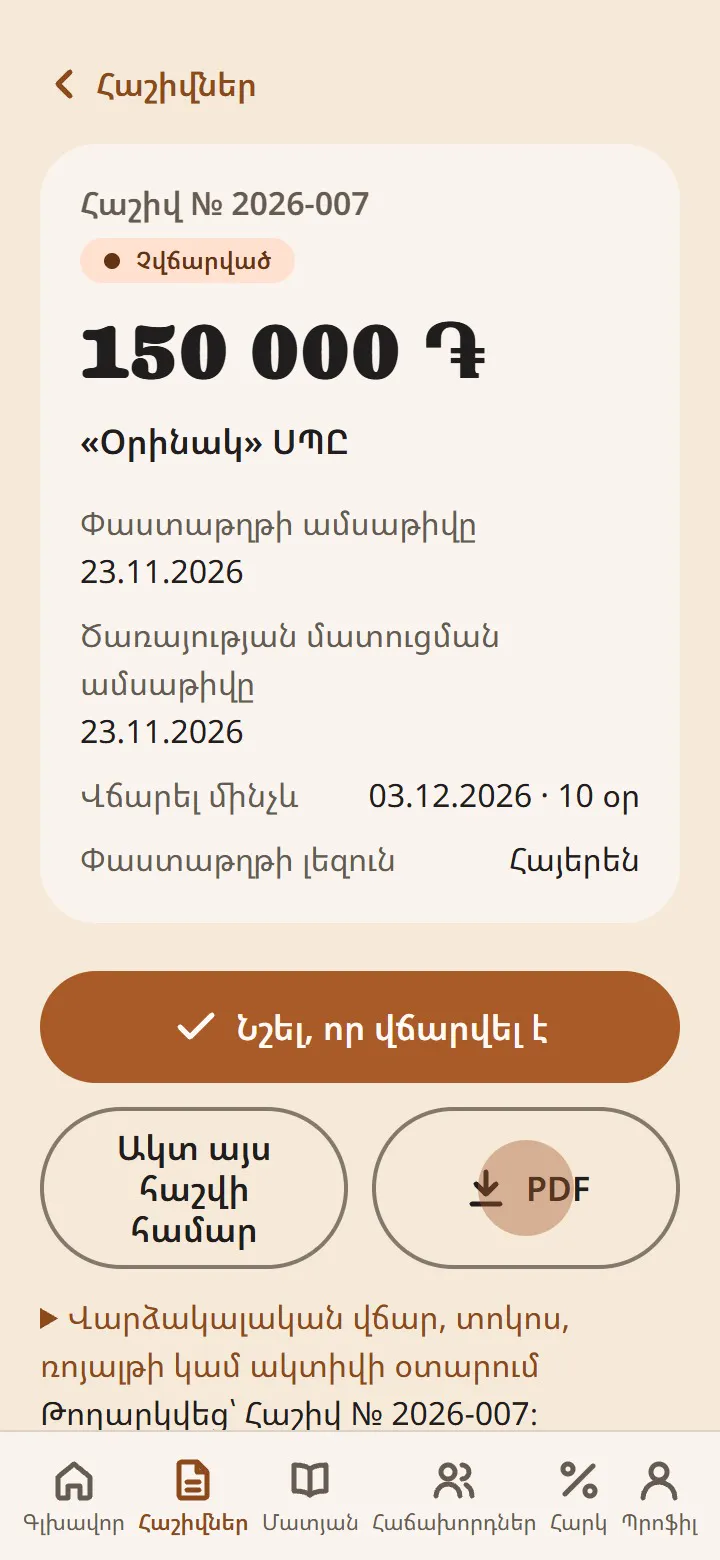 Հաշիվներ
Հաշիվ № 2026-007
Չվճարված
150 000 ֏
«Օրինակ» ՍՊԸ
Փաստաթղթի ամսաթիվը
23.11.2026
Ծառայության մատուցման
ամսաթիվը
23.11.2026
Վճարել մինչև 03.12.2026 · 10 օր
Փաստաթղթի լեզուն Հայերեն
Նշել, որ վճարվել է
Ակտ այս
հաշվի
համար
PDF
Վարձակալական վճար, տոկոս,
ռոյալթի կամ ակտիվի օտարում
Թողարկվեց՝ Հաշիվ № 2026-007:
Գլխավոր Հաշիվներ Մատյան Հաճախորդներ Հարկ Պրոֆիլ